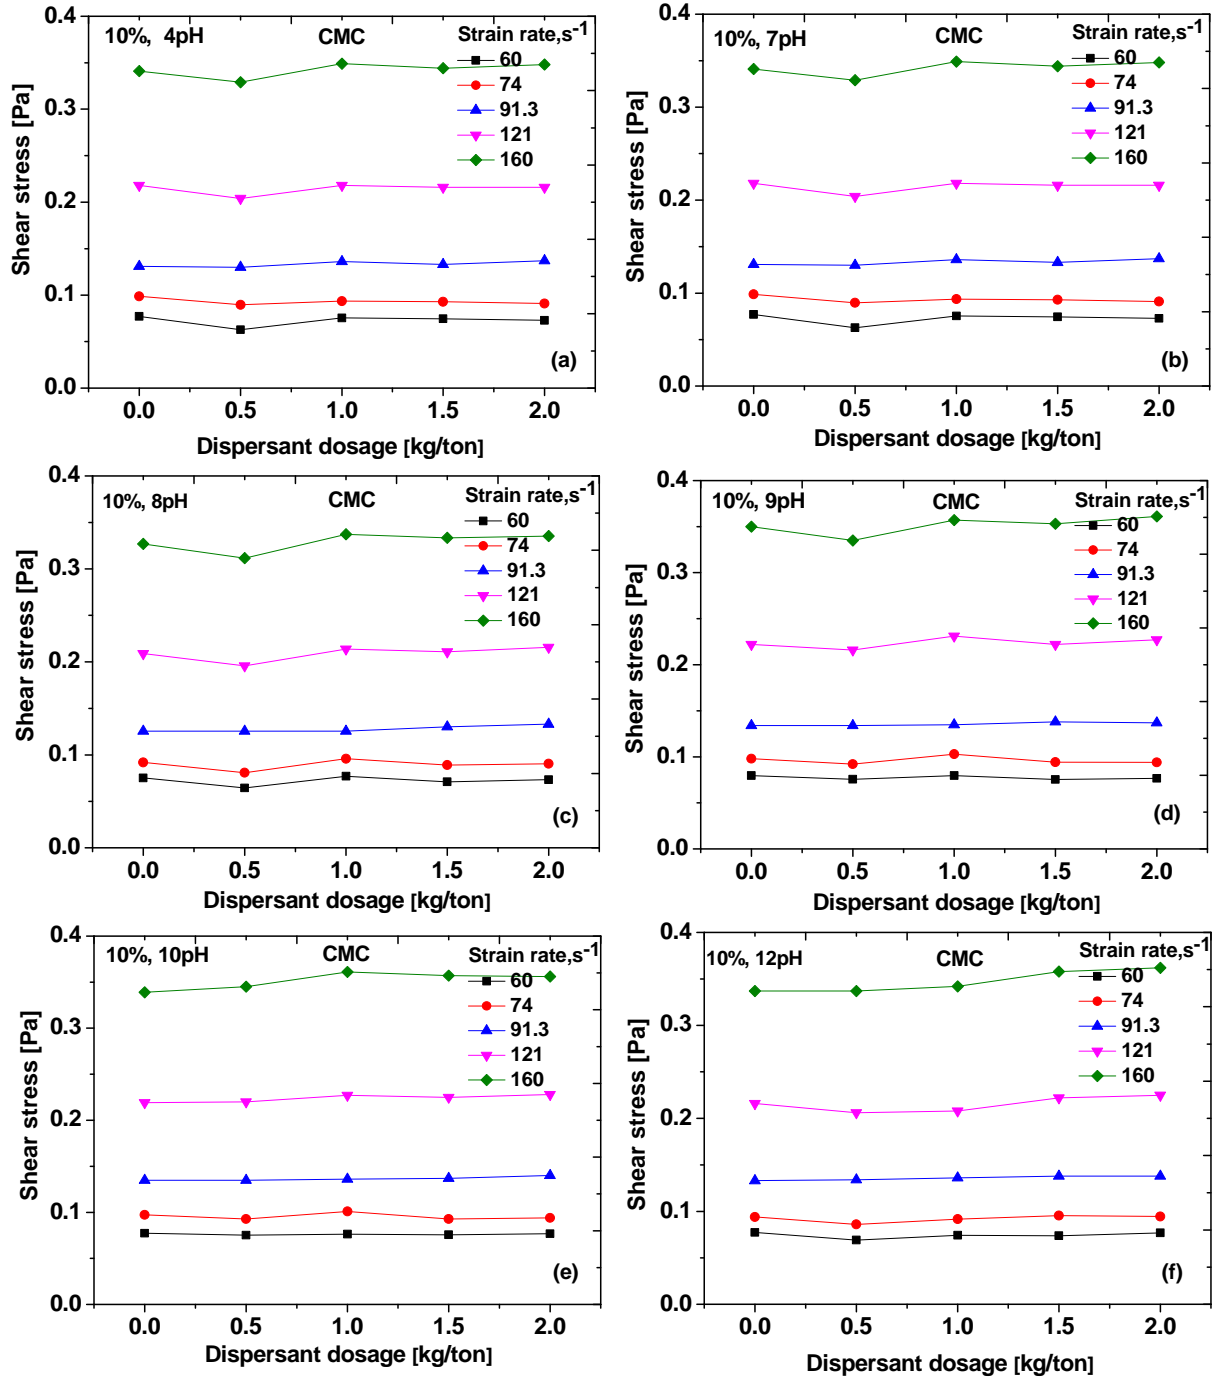 10%, 4pH CMC Strain rate,s-1
60
74
91.3
121
160
0.4
0.3
0.2
0.1
0.0
Shear stress [Pa]
(a)
0.0 0.5 1.0 1.5 2.0
Dispersant dosage [kg/ton]
10%, 7pH CMC Strain rate,s-1
60
74
91.3
121
160
0.4
0.3
0.2
0.1
0.0
Shear stress [Pa]
(b)
0.0 0.5 1.0 1.5 2.0
Dispersant dosage [kg/ton]
10%, 8pH CMC Strain rate,s-1
60
74
91.3
121
160
0.4
0.3
0.2
0.1
0.0
Shear stress [Pa]
(c)
0.0 0.5 1.0 1.5 2.0
Dispersant dosage [kg/ton]
10%, 9pH CMC Strain rate,s-1
60
74
91.3
121
160
0.4
0.3
0.2
0.1
0.0
Shear stress [Pa]
(d)
0.0 0.5 1.0 1.5 2.0
Dispersant dosage [kg/ton]
10%, 10pH CMC Strain rate,s-1
60
74
91.3
121
160
0.4
0.3
0.2
0.1
0.0
Shear stress [Pa]
(e)
0.0 0.5 1.0 1.5 2.0
Dispersant dosage [kg/ton]
10%, 12pH CMC Strain rate,s-1
60
74
91.3
121
160
0.4
0.3
0.2
0.1
0.0
Shear stress [Pa]
(f)
0.0 0.5 1.0 1.5 2.0
Dispersant dosage [kg/ton]